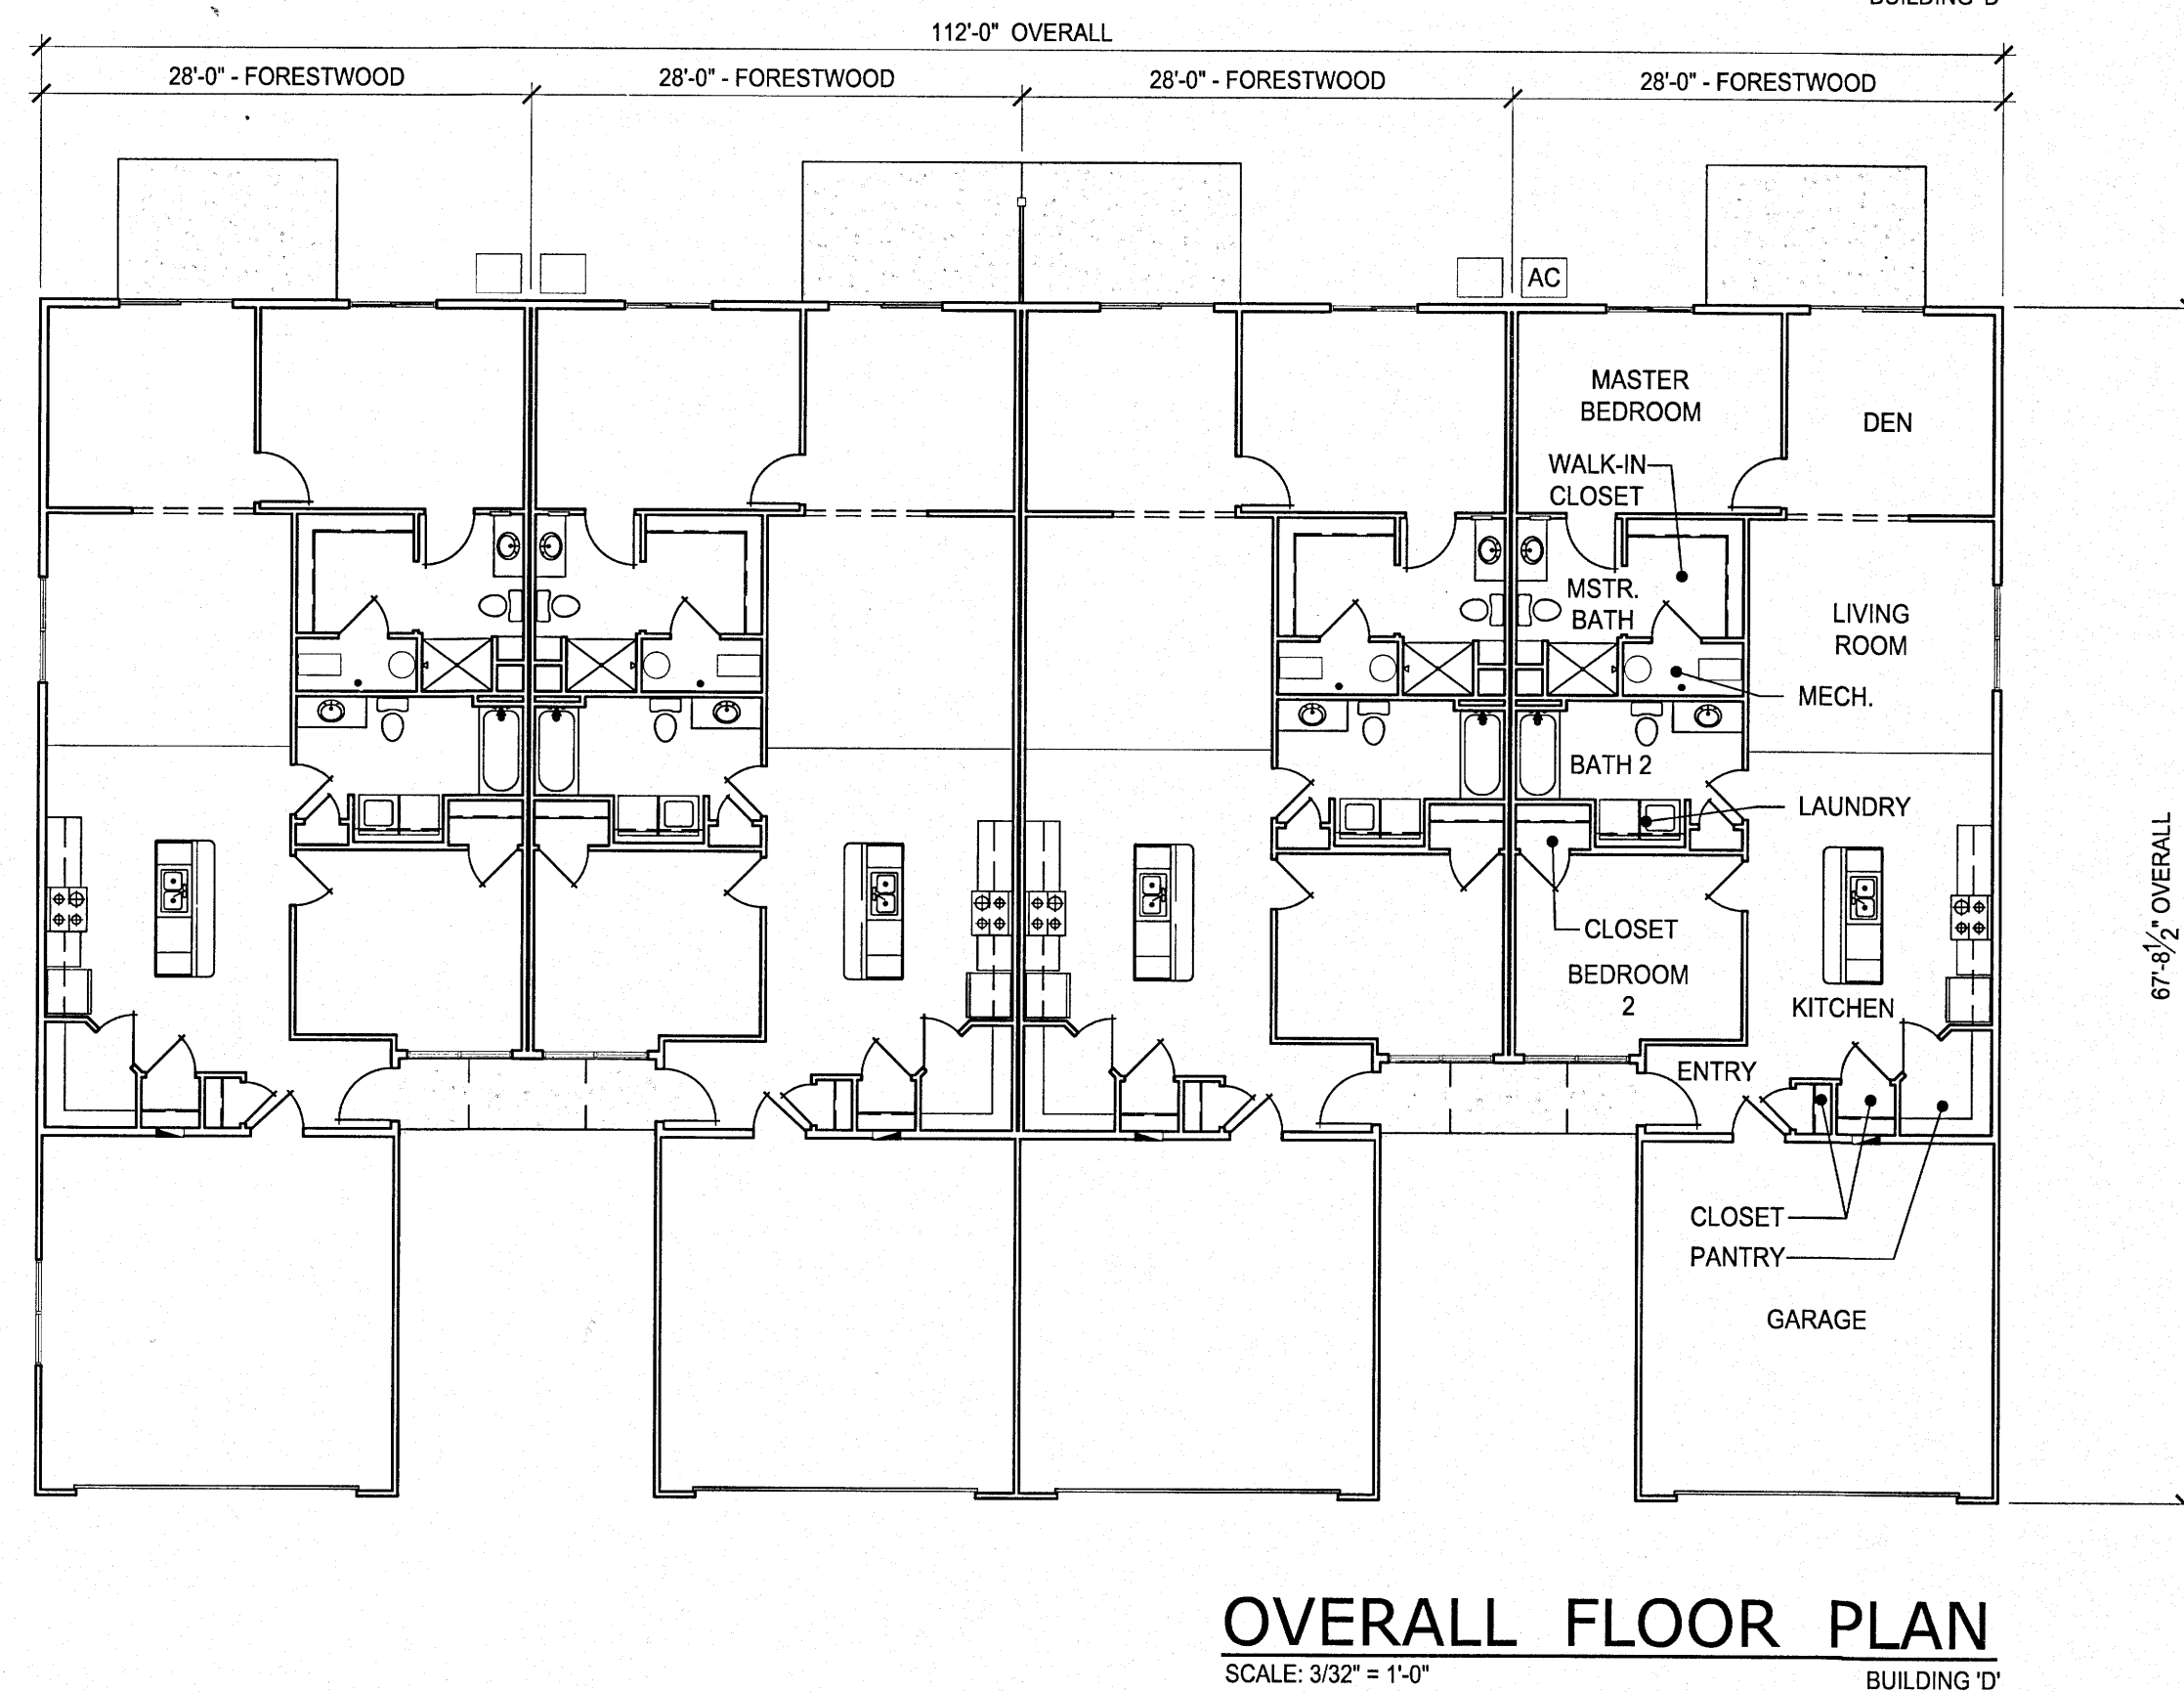 BUILDING 'D'
112'-0" OVERALL
28'-0" - FORESTWOOD
28'-0" - FORESTWOOD
28'-0" - FORESTWOOD
28'-0" - FORESTWOOD
AC
MASTER
BEDROOM
DEN
WALK-IN
CLOSET
MSTR.
BATH
LIVING
ROOM
MECH.
BATH 2
LAUNDRY
67'-8 1/2" OVERALL
CLOSET
BEDROOM
2
KITCHEN
ENTRY
CLOSET
PANTRY
GARAGE
OVERALL FLOOR PLAN
SCALE: 3/32" = 1'-0"
BUILDING 'D'